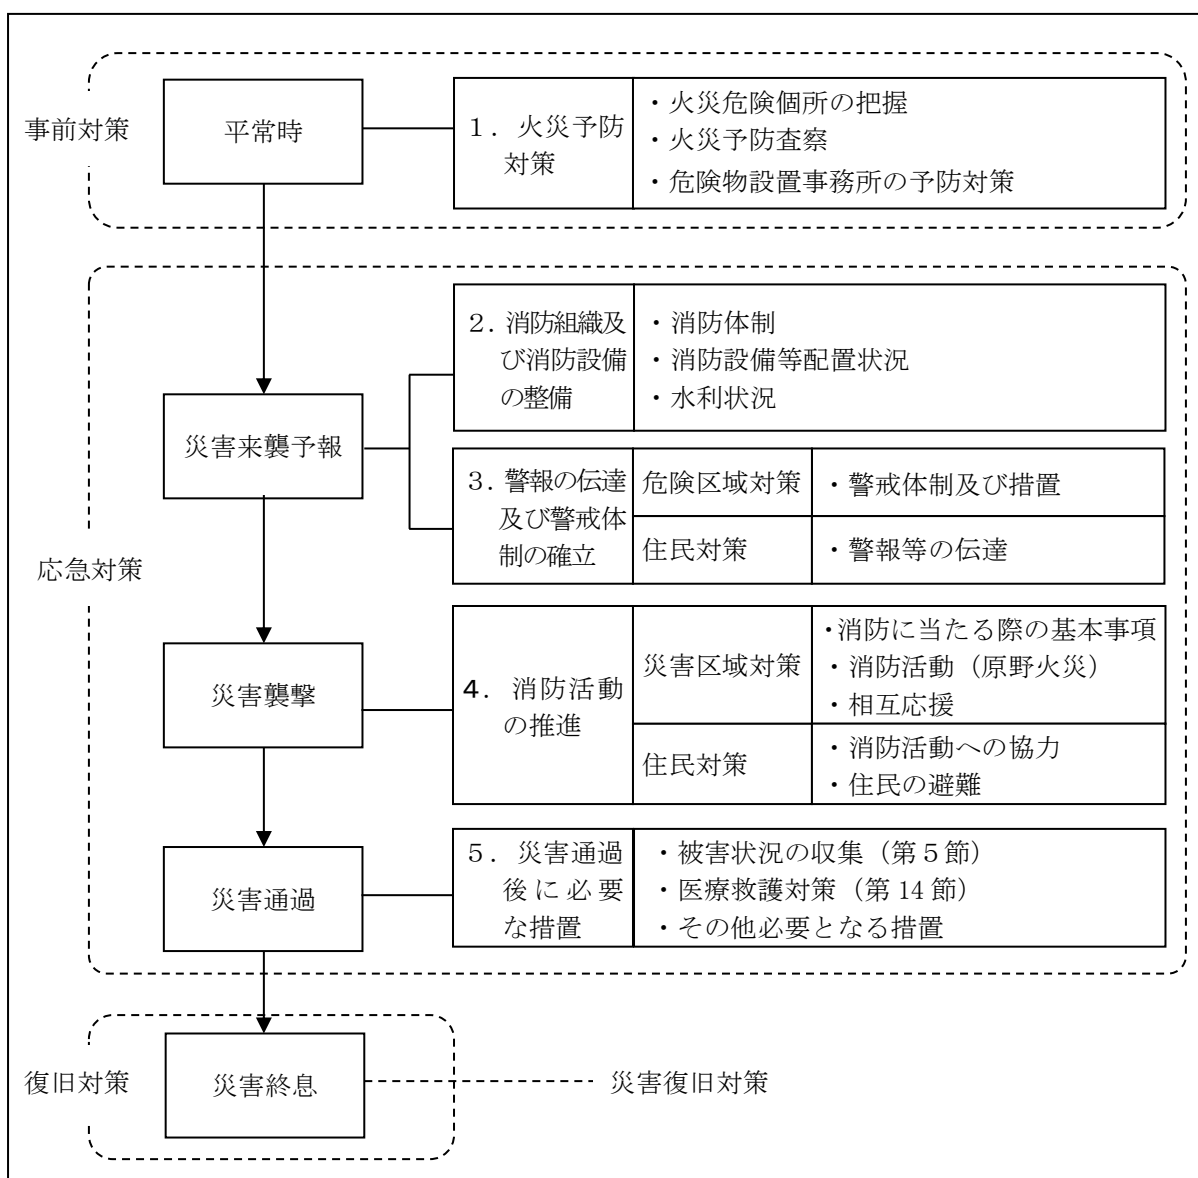 事前対策
平常時
１．火災予防
対策
・火災危険個所の把握
・火災予防査察
・危険物設置事務所の予防対策
応急対策
災害来襲予報
２．消防組織及
び消防設備
の整備
・消防体制
・消防設備等配置状況
・水利状況
３．警報の伝達
及び警戒体
制の確立
危険区域対策
・警戒体制及び措置
住民対策
・警報等の伝達
災害襲撃
4．消防活動
の推進
災害区域対策
・消防に当たる際の基本事項
・消防活動（原野火災）
・相互応援
住民対策
・消防活動への協力
・住民の避難
災害通過
５．災害通過
後に必要
な措置
・被害状況の収集（第５節）
・医療救護対策（第 14 節）
・その他必要となる措置
復旧対策
災害終息
災害復旧対策